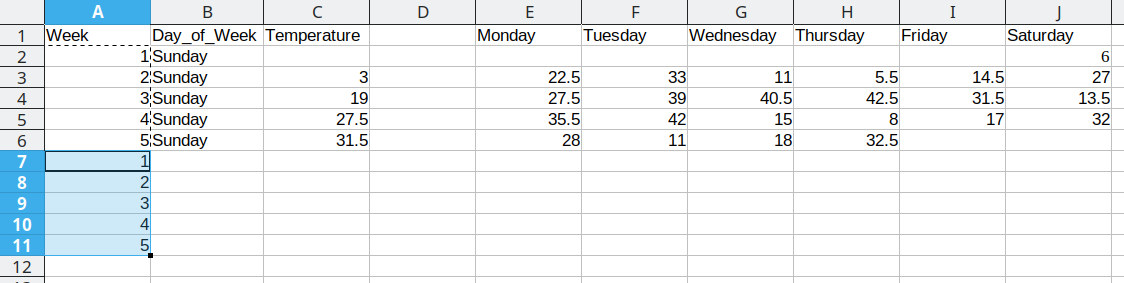 A B C D E F G H I J
1 Week Day_of_Week Temperature Monday Tuesday Wednesday Thursday Friday Saturday
2 1 Sunday 6
3 2 Sunday 3 22.5 33 11 5.5 14.5 27
4 3 Sunday 19 27.5 39 40.5 42.5 31.5 13.5
5 4 Sunday 27.5 35.5 42 15 8 17 32
6 5 Sunday 31.5 28 11 18 32.5
7 1
8 2
9 3
10 4
11 5
12